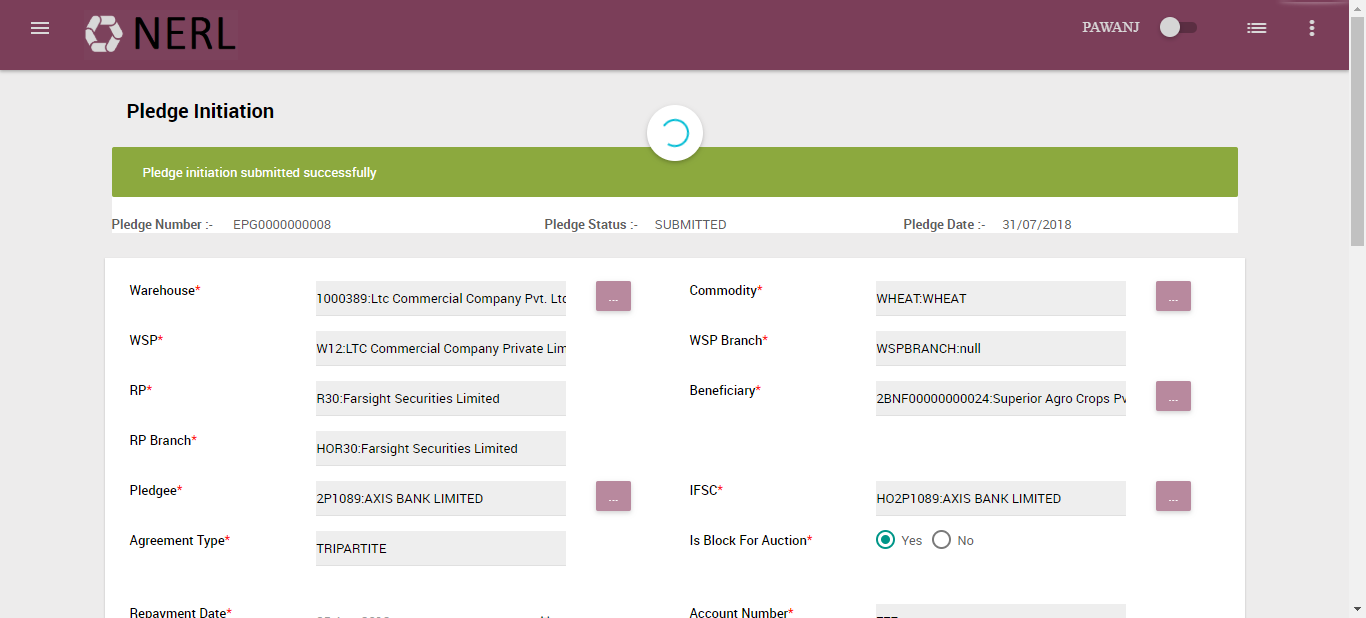 NERL
PAWANJ
Pledge Initiation
Pledge initiation submitted successfully
Pledge Number :- EPG0000000008 Pledge Status :- SUBMITTED Pledge Date :- 31/07/2018
Warehouse* 1000389:Ltc Commercial Company Pvt. Ltd ... Commodity* WHEAT:WHEAT ...
WSP* W12:LTC Commercial Company Private Lim WSP Branch* WSPBRANCH:null
RP* R30:Farsight Securities Limited Beneficiary* 2BNF00000000024:Superior Agro Crops Pv ...
RP Branch* HOR30:Farsight Securities Limited
Pledgee* 2P1089:AXIS BANK LIMITED ... IFSC* HO2P1089:AXIS BANK LIMITED ...
Agreement Type* TRIPARTITE Is Block For Auction* Yes No
Repayment Date* Account Number*